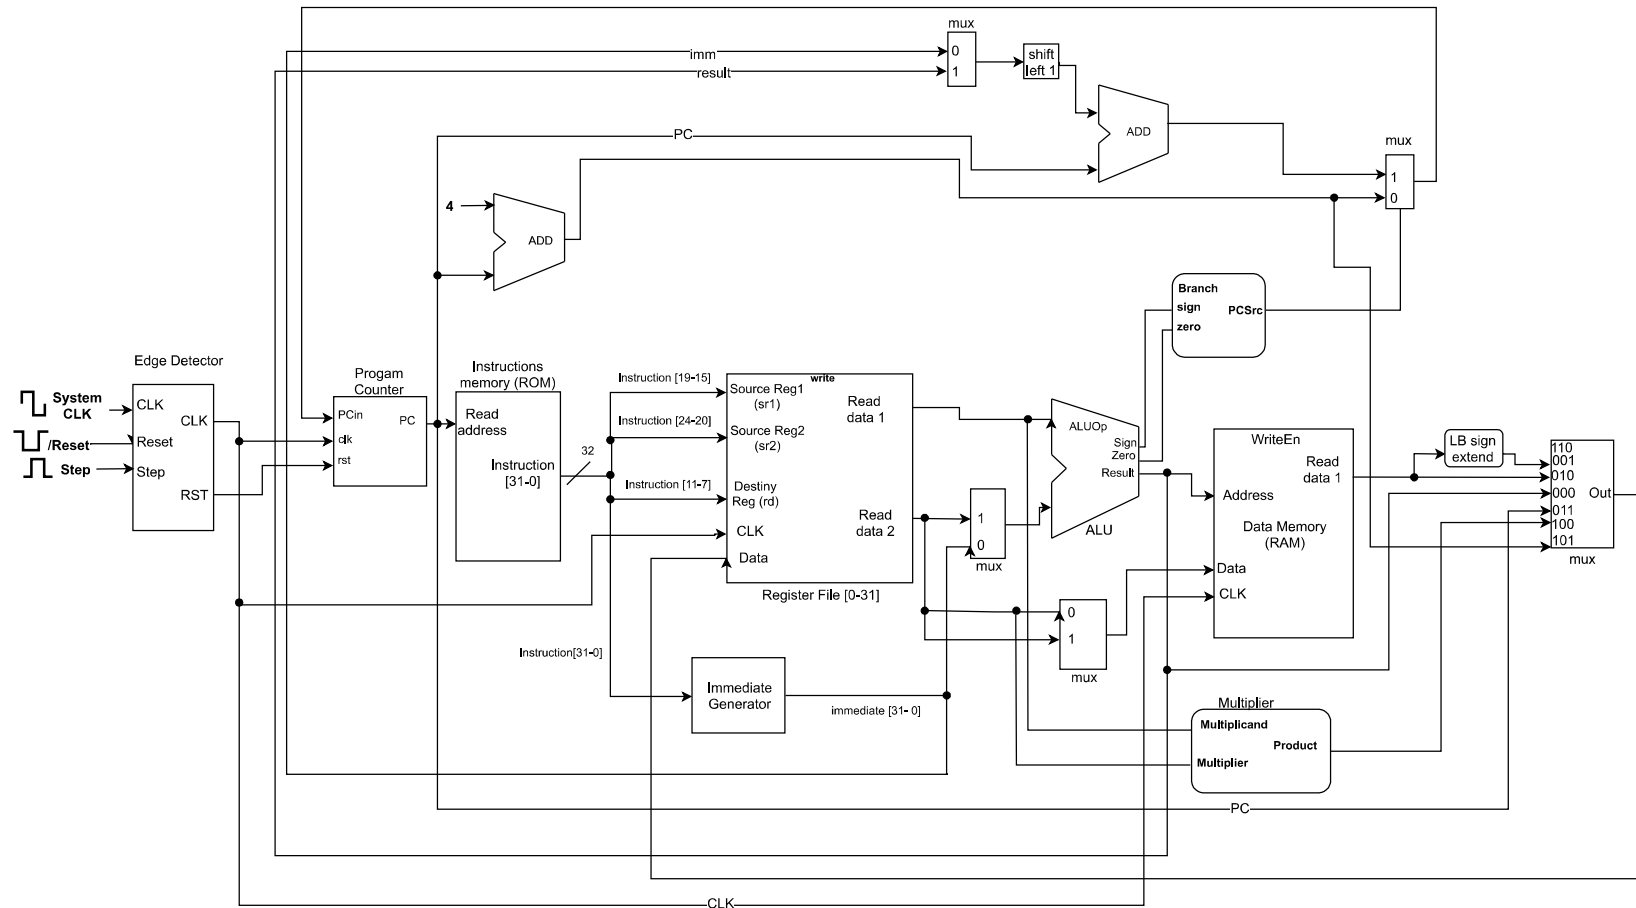 mux
imm
0
result
1
shift
left 1
ADD
PC
mux
1
0
4
ADD
Branch
sign
PCSrc
zero
Edge Detector
System
CLK
/Reset
Step
CLK
CLK
Reset
Step
RST
Progam
Counter
PCin
PC
clk
rst
Instructions
memory (ROM)
Read
address
Instruction
[31-0]
32
Instruction [19-15]
Instruction [24-20]
Instruction [11-7]
Instruction[31-0]
write
Source Reg1
(sr1)
Read
data 1
Source Reg2
(sr2)
Destiny
Reg (rd)
Read
data 2
CLK
Data
Register File [0-31]
Immediate
Generator
immediate [31- 0]
1
0
mux
ALUOp
Sign
Zero
Result
ALU
0
1
mux
WriteEn
Read
data 1
Address
Data Memory
(RAM)
Data
CLK
LB sign
extend
110
001
010
000
Out
011
100
101
mux
Multiplier
Multiplicand
Product
Multiplier
PC
CLK